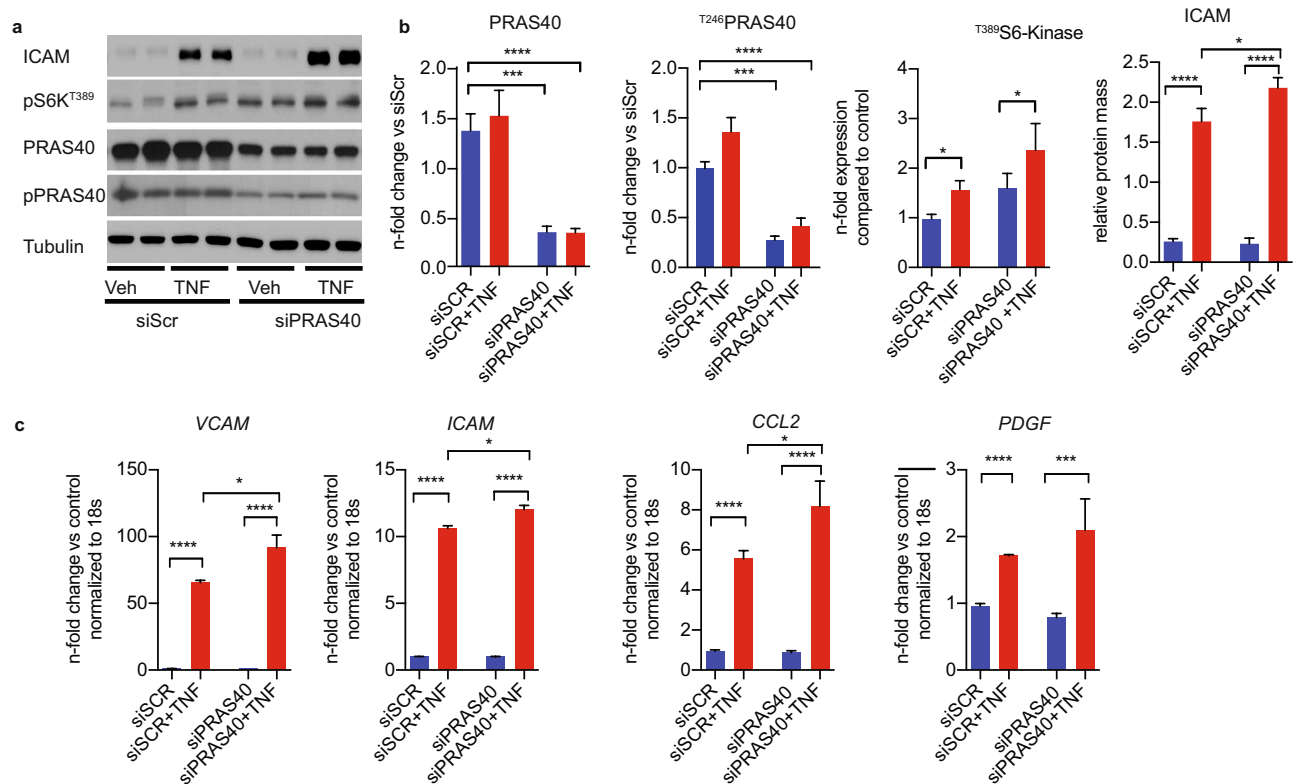 a
ICAM
pS6K^T389
PRAS40
pPRAS40
Tubulin
Veh TNF Veh TNF
siScr siPRAS40
b
PRAS40
n-fold change vs siScr
2.0
1.5
1.0
0.5
0.0
****
***
siSCR
siSCR+TNF
siPRAS40
siPRAS40+TNF
T246PRAS40
n-fold change vs siScr
2.0
1.5
1.0
0.5
0.0
****
***
siSCR
siSCR+TNF
siPRAS40
siPRAS40+TNF
T389S6-Kinase
n-fold expression
compared to control
4
3
2
1
0
*
*
siSCR
siSCR+TNF
siPRAS40
siPRAS40 +TNF
ICAM
relative protein mass
2.5
2.0
1.5
1.0
0.5
0.0
*
**** ****
siSCR
siSCR+TNF
siPRAS40
siPRAS40+TNF
c
VCAM
n-fold change vs control
normalized to 18s
150
100
50
0
*
****
****
siSCR
siSCR+TNF
siPRAS40
siPRAS40+TNF
ICAM
n-fold change vs control
normalized to 18s
15
10
5
0
*
**** ****
siSCR
siSCR+TNF
siPRAS40
siPRAS40+TNF
CCL2
n-fold change vs control
normalized to 18s
10
8
6
4
2
0
*
****
****
siSCR
siSCR+TNF
siPRAS40
siPRAS40+TNF
PDGF
n-fold change vs control
normalized to 18s
3
2
1
0
**** ***
siSCR
siSCR+TNF
siPRAS40
siPRAS40+TNF